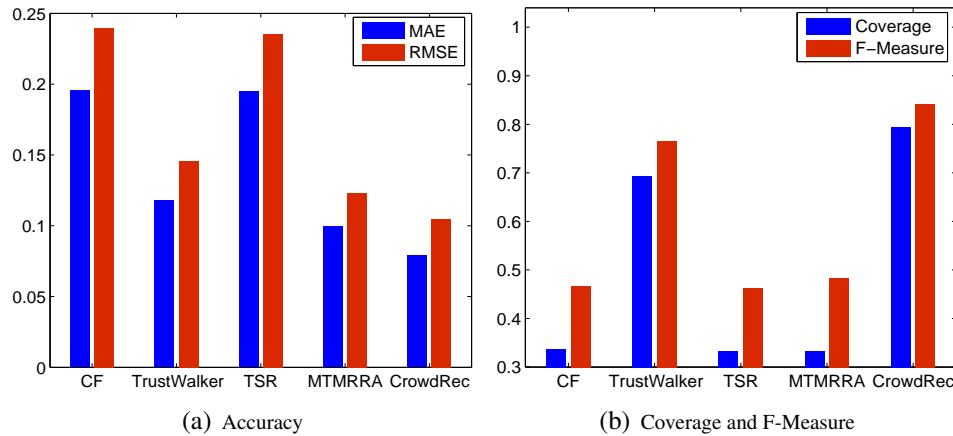 0.25
0.2
0.15
0.1
0.05
0
MAE
RMSE
CF TrustWalker TSR MTMRRA CrowdRec
(a) Accuracy
1
0.9
0.8
0.7
0.6
0.5
0.4
0.3
Coverage
F−Measure
CF TrustWalker TSR MTMRRA CrowdRec
(b) Coverage and F-Measure